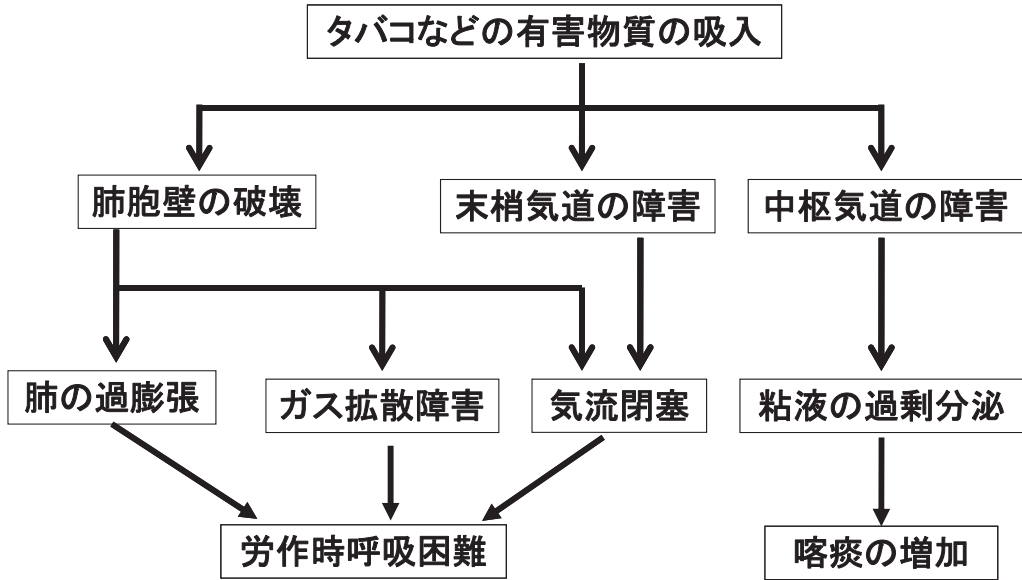 タバコなどの有害物質の吸入
肺胞壁の破壊
末梢気道の障害
中枢気道の障害
肺の過膨張
ガス拡散障害
気流閉塞
粘液の過剰分泌
労作時呼吸困難
喀痰の増加